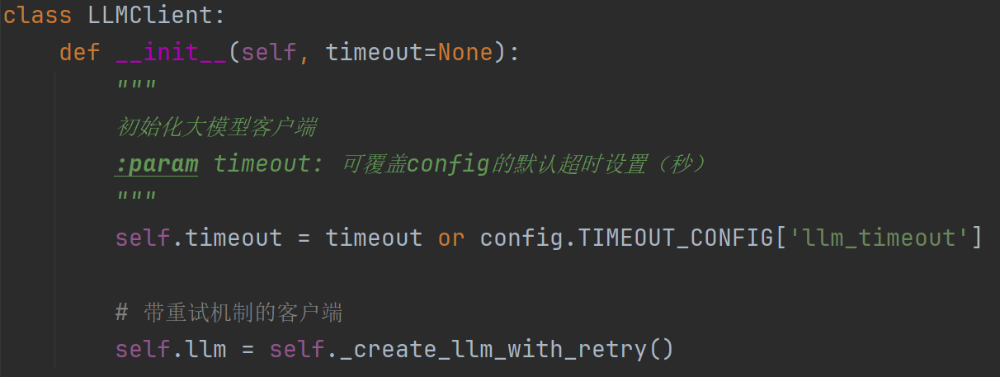 class LLMClient:
    def __init__(self, timeout=None):
        """
        初始化大模型客户端
        :param timeout: 可覆盖config的默认超时设置（秒）
        """
        self.timeout = timeout or config.TIMEOUT_CONFIG['llm_timeout']
        # 带重试机制的客户端
        self.llm = self._create_llm_with_retry()